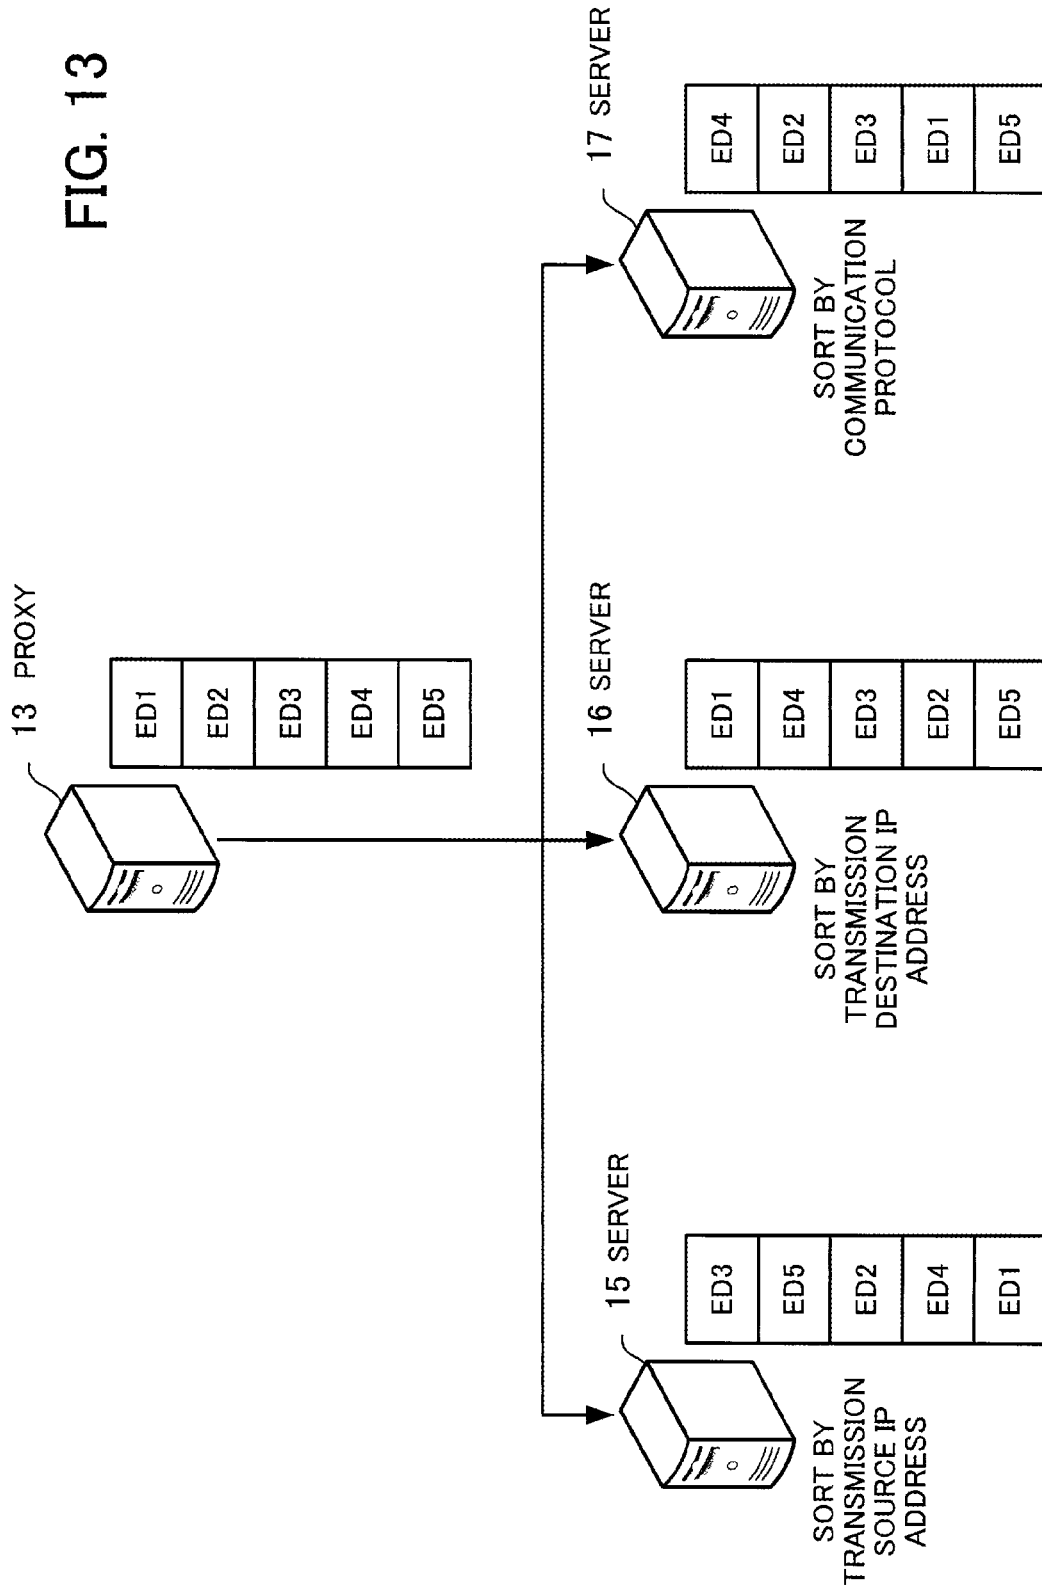 FIG. 13
13 PROXY
ED1
ED2
ED3
ED4
ED5
15 SERVER
ED3
ED5
ED2
ED4
ED1
SORT BY
TRANSMISSION
SOURCE IP
ADDRESS
16 SERVER
ED1
ED4
ED3
ED2
ED5
SORT BY
TRANSMISSION
DESTINATION IP
ADDRESS
17 SERVER
ED4
ED2
ED3
ED1
ED5
SORT BY
COMMUNICATION
PROTOCOL